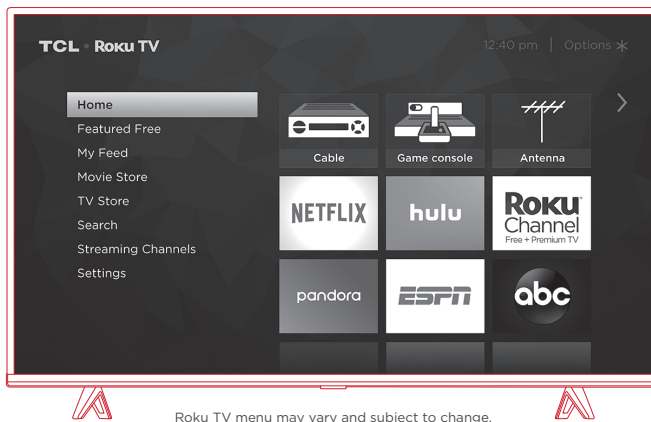 TCL • Roku TV
12:40 pm | Options
Home
Featured Free
My Feed
Movie Store
TV Store
Search
Streaming Channels
Settings
Cable
Game console
Antenna
NETFLIX
hulu
Roku
Channel
Free + Premium TV
pandora
ESPN
abc
Roku TV menu may vary and subject to change.